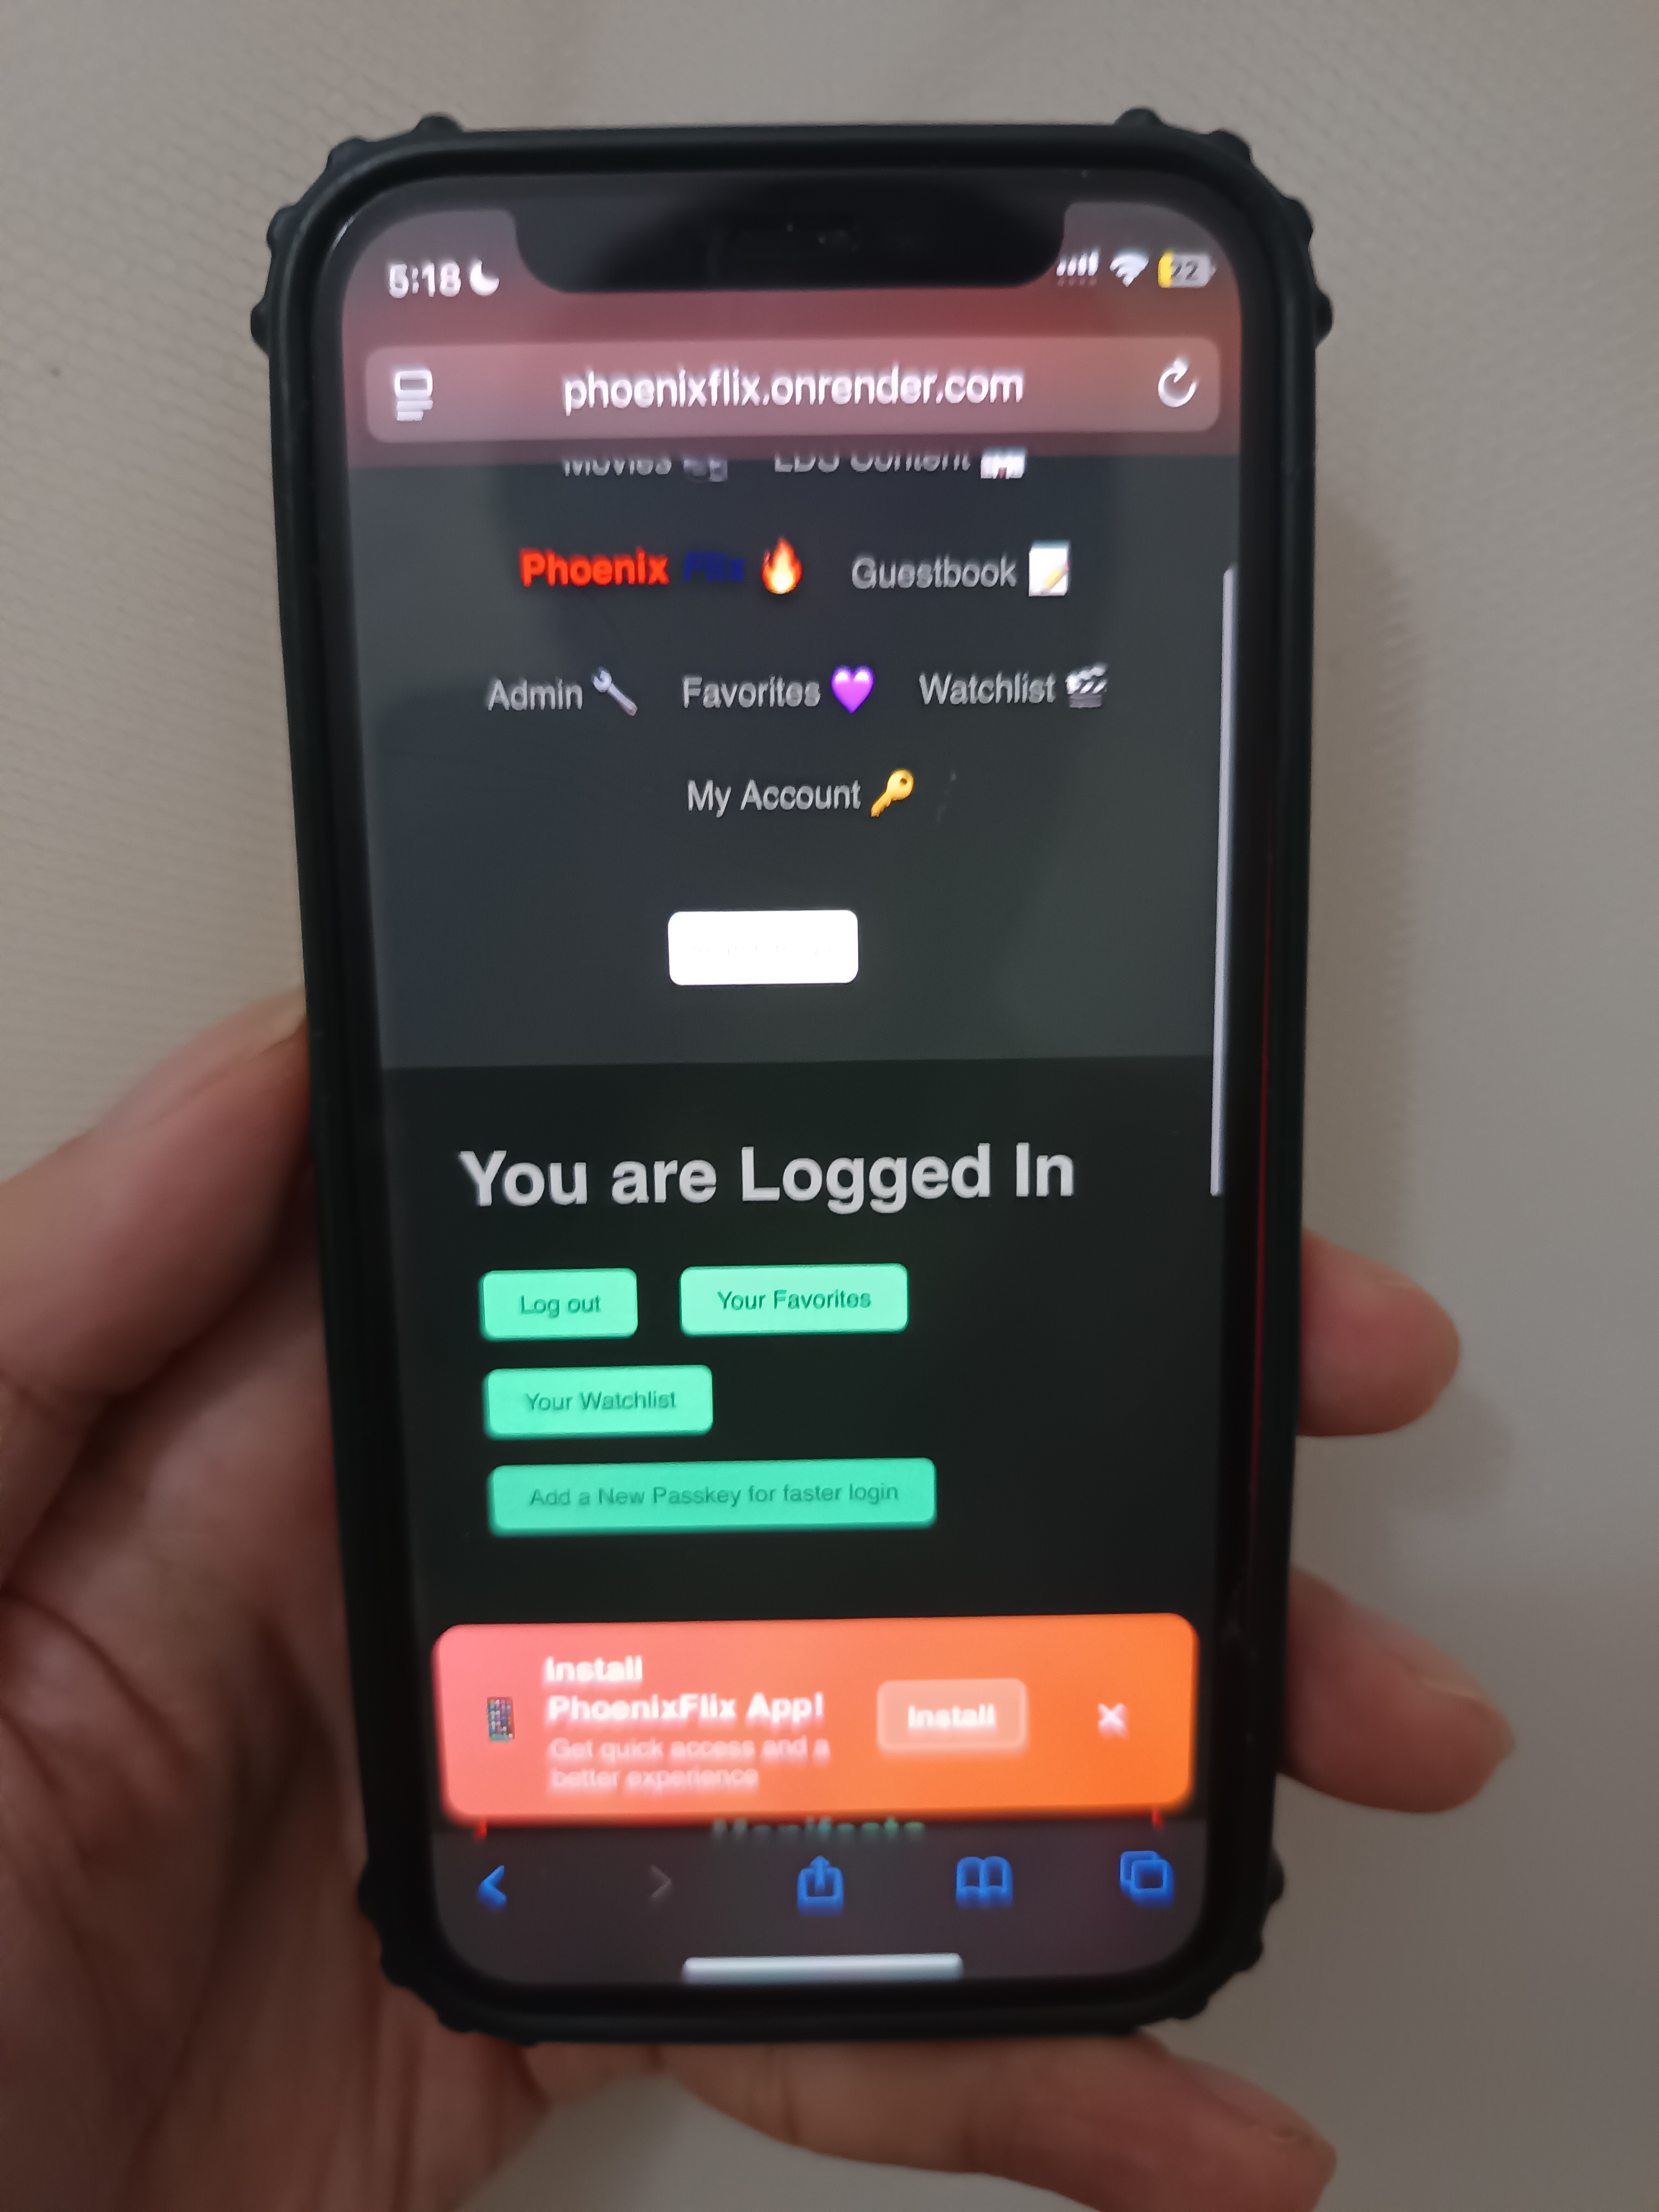 5:18 22
phoenixflix.onrender.com
Movies LDS Content
Phoenix Flix 🔥 Guestbook 📝
Admin 🔧 Favorites 💜 Watchlist 🎬
My Account 🔑
You are Logged In
Log out Your Favorites
Your Watchlist
Add a New Passkey for faster login
Install
PhoenixFlix App!
Get quick access and a
better experience
Install ×